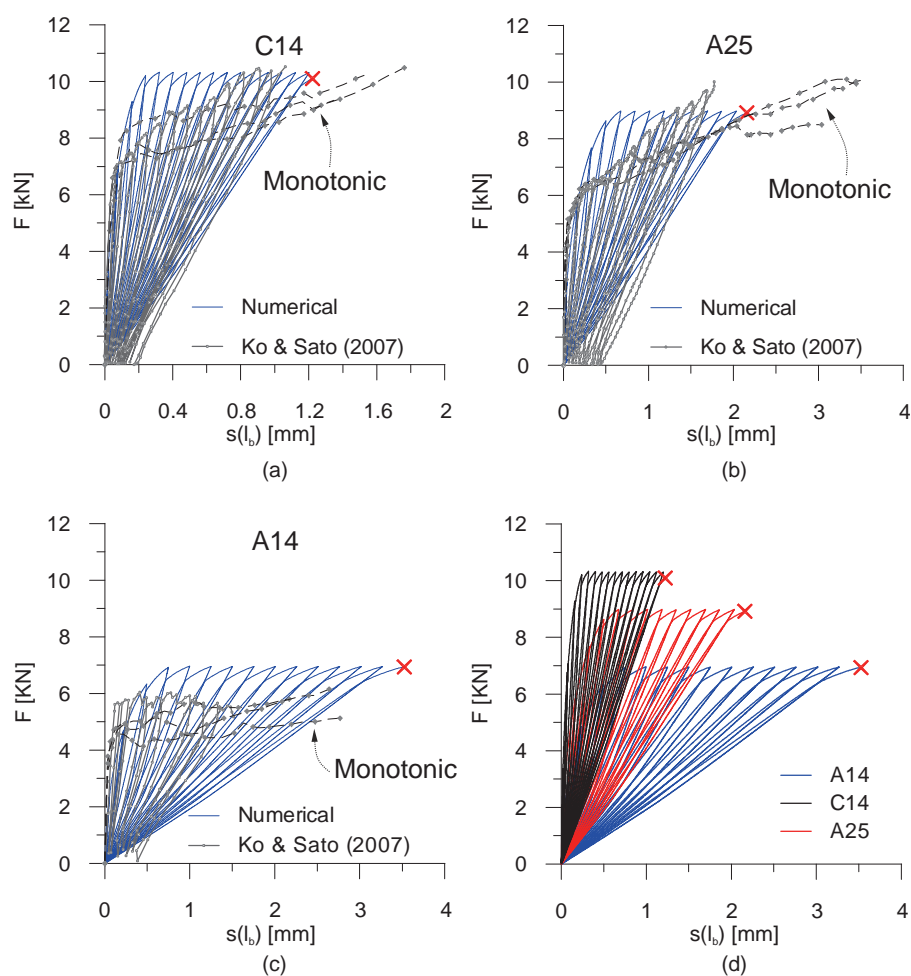 C14
12
10
8
6
4
2
0
F [kN]
Monotonic
Numerical
Ko & Sato (2007)
0 0.4 0.8 1.2 1.6 2
s(l_b) [mm]
(a)
A25
12
10
8
6
4
2
0
F [kN]
Monotonic
Numerical
Ko & Sato (2007)
0 1 2 3 4
s(l_b) [mm]
(b)
A14
12
10
8
6
4
2
0
F [KN]
Monotonic
Numerical
Ko & Sato (2007)
0 1 2 3 4
s(l_b) [mm]
(c)
12
10
8
6
4
2
0
F [KN]
A14
C14
A25
0 1 2 3 4
s(l_b) [mm]
(d)